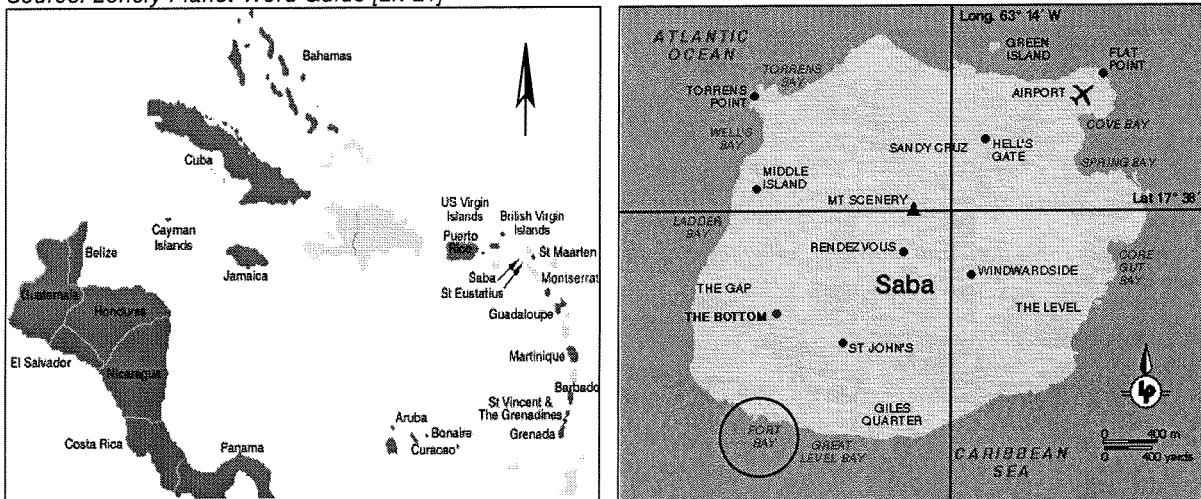 Source: Lonely Planet Word Guide [Lit 21]
Bahamas
Cuba
Cayman
Islands
Jamaica
US Virgin
Islands
British Virgin
Islands
Puerto
Rico
St Maarten
Saba
St Eustatius
Montserrat
Guadaloupe
Martinique
Barbado
St Vincent &
The Grenadines
Grenada
Aruba
Bonaire
Curacao
Belize
Guatemala
Honduras
El Salvador
Nicaragua
Costa Rica
Panama
Long. 63° 14' W
ATLANTIC
OCEAN
TORRENS
BAY
TORRENS
POINT
WELL'S
BAY
GREEN
ISLAND
FLAT
POINT
AIRPORT
COVE BAY
SANDY CRUZ
HELL'S
GATE
SPRING BAY
MIDDLE
ISLAND
MT SCENERY
Lat 17° 38'
LADDER
BAY
RENDEZVOUS
CORE
GUT
BAY
WINDWARDSIDE
Saba
THE GAP
THE LEVEL
THE BOTTOM
ST JOHN'S
GILES
QUARTER
FORT
BAY
GREAT
LEVEL BAY
CARIBBEAN
SEA
lp
0 400 m
0 400 yards